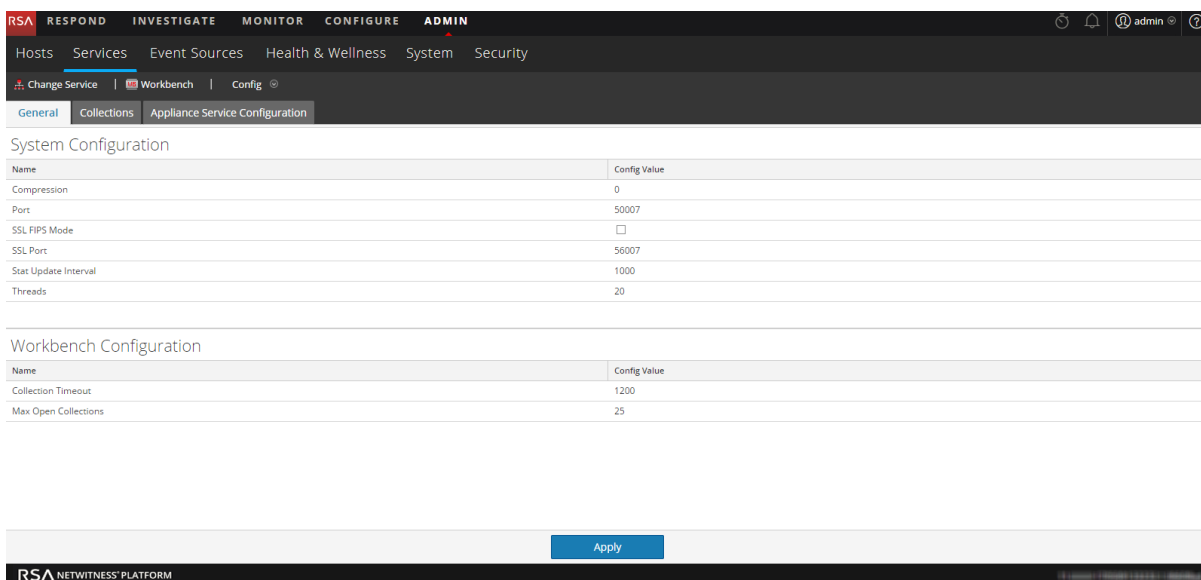 RSA RESPOND INVESTIGATE MONITOR CONFIGURE ADMIN admin
Hosts Services Event Sources Health & Wellness System Security
Change Service | Workbench | Config
General Collections Appliance Service Configuration
System Configuration
Name Config Value
Compression 0
Port 50007
SSL FIPS Mode
SSL Port 56007
Stat Update Interval 1000
Threads 20
Workbench Configuration
Name Config Value
Collection Timeout 1200
Max Open Collections 25
Apply
RSA NETWITNESS® PLATFORM